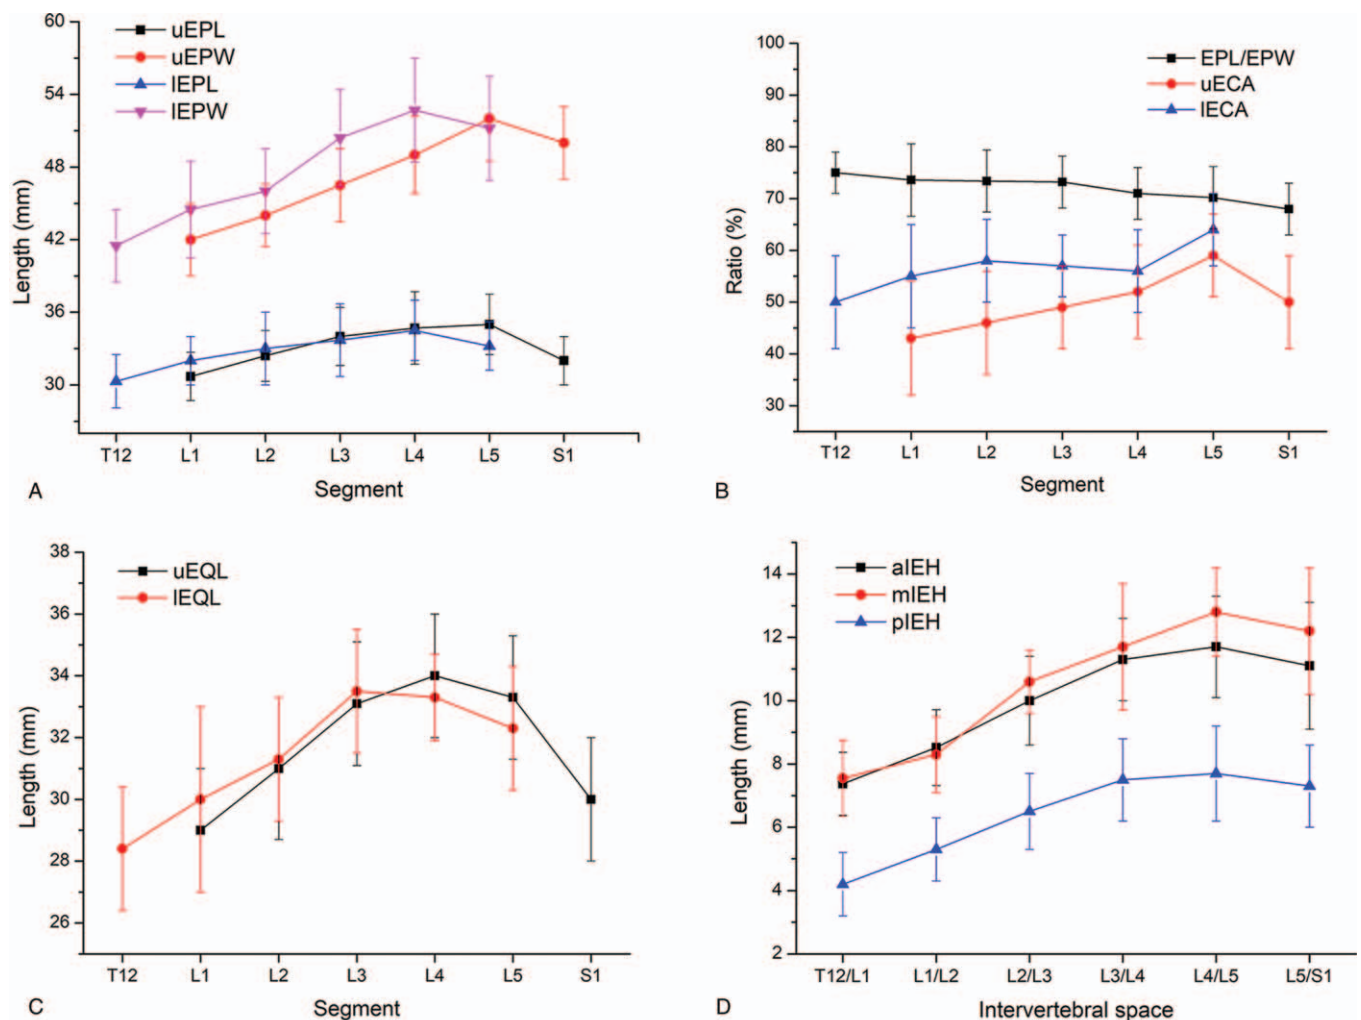 60
54
48
42
36
30
Length (mm)
uEPL
uEPW
lEPL
lEPW
T12 L1 L2 L3 L4 L5 S1
Segment
A
100
90
80
70
60
50
40
30
Ratio (%)
EPL/EPW
uECA
lECA
T12 L1 L2 L3 L4 L5 S1
Segment
B
38
36
34
32
30
28
26
Length (mm)
uEQL
lEQL
T12 L1 L2 L3 L4 L5 S1
Segment
C
14
12
10
8
6
4
2
Length (mm)
aIEH
mIEH
pIEH
T12/L1 L1/L2 L2/L3 L3/L4 L4/L5 L5/S1
Intervertebral space
D